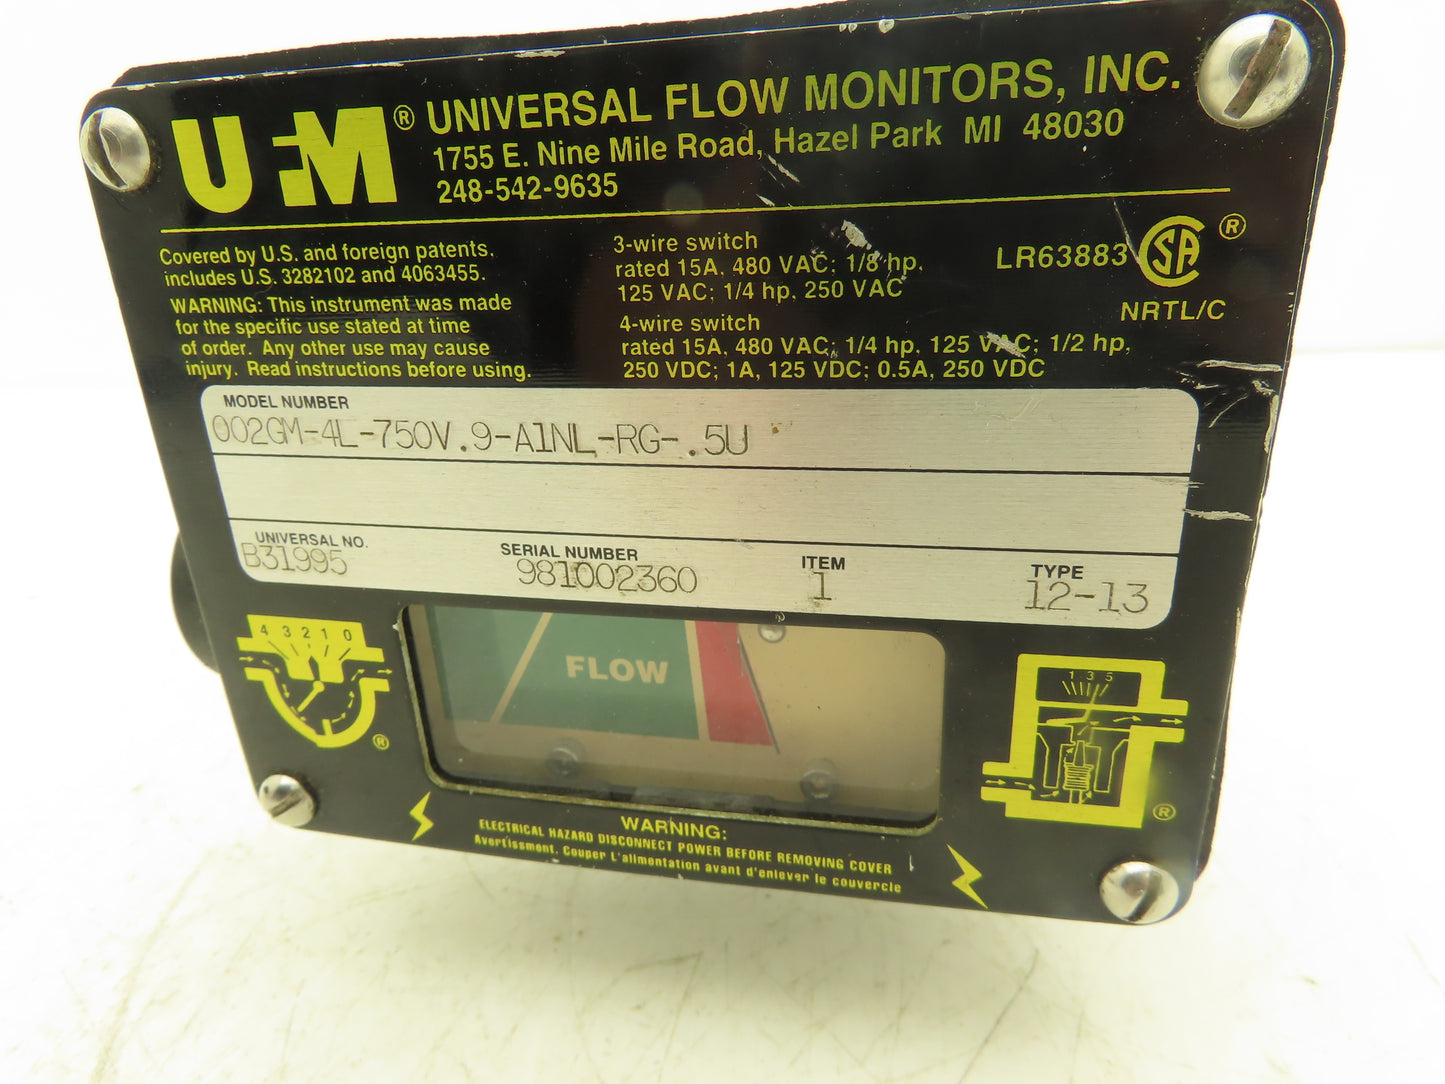 UFM® UNIVERSAL FLOW MONITORS, INC.
1755 E. Nine Mile Road, Hazel Park MI 48030
248-542-9635
Covered by U.S. and foreign patents,
includes U.S. 3282102 and 4063455.
WARNING: This instrument was made
for the specific use stated at time
of order. Any other use may cause
injury. Read instructions before using.
3-wire switch
rated 15A, 480 VAC; 1/8 hp,
125 VAC; 1/4 hp, 250 VAC
4-wire switch
rated 15A, 480 VAC; 1/4 hp, 125 VAC; 1/2 hp,
250 VDC; 1A, 125 VDC; 0.5A, 250 VDC
LR63883 SA ®
NRTL/C
MODEL NUMBER
002GM-4L-750V.9-A1NL-RG-.5U
UNIVERSAL NO.
B31995
SERIAL NUMBER
981002360
ITEM
1
TYPE
12-13
4 3 2 1 0
®
FLOW
1 3 5
®
WARNING:
ELECTRICAL HAZARD DISCONNECT POWER BEFORE REMOVING COVER
Avertissment. Couper L'alimentation avant d'enlever le couvercle